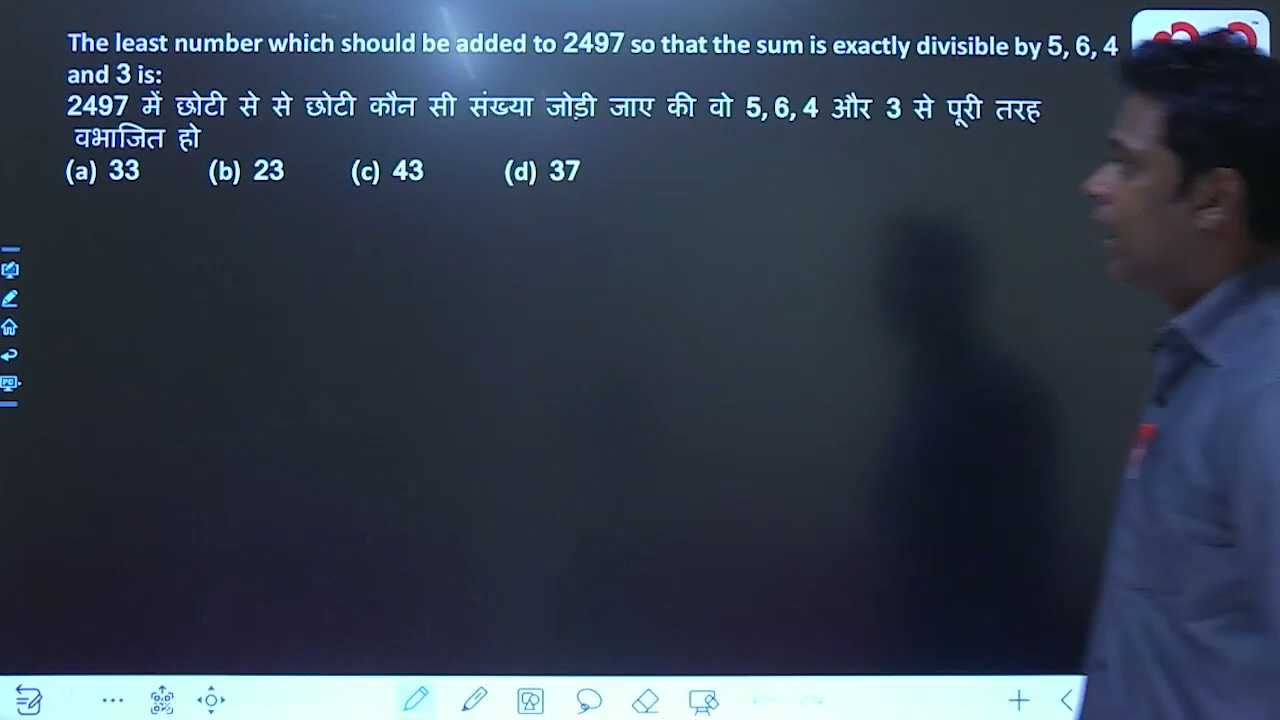 The least number which should be added to 2497 so that the sum is exactly divisible by 5, 6, 4
and 3 is:
2497 में छोटी से से छोटी कौन सी संख्या जोड़ी जाए की वो 5, 6, 4 और 3 से पूरी तरह
वभाजित हो
(a) 33 (b) 23 (c) 43 (d) 37